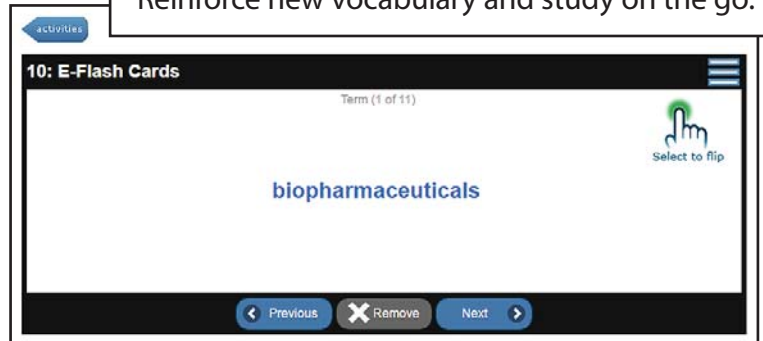 Reinforce new vocabulary and study on the go.
activities
10: E-Flash Cards
Term (1 of 11)
Select to flip
biopharmaceuticals
Previous
Remove
Next